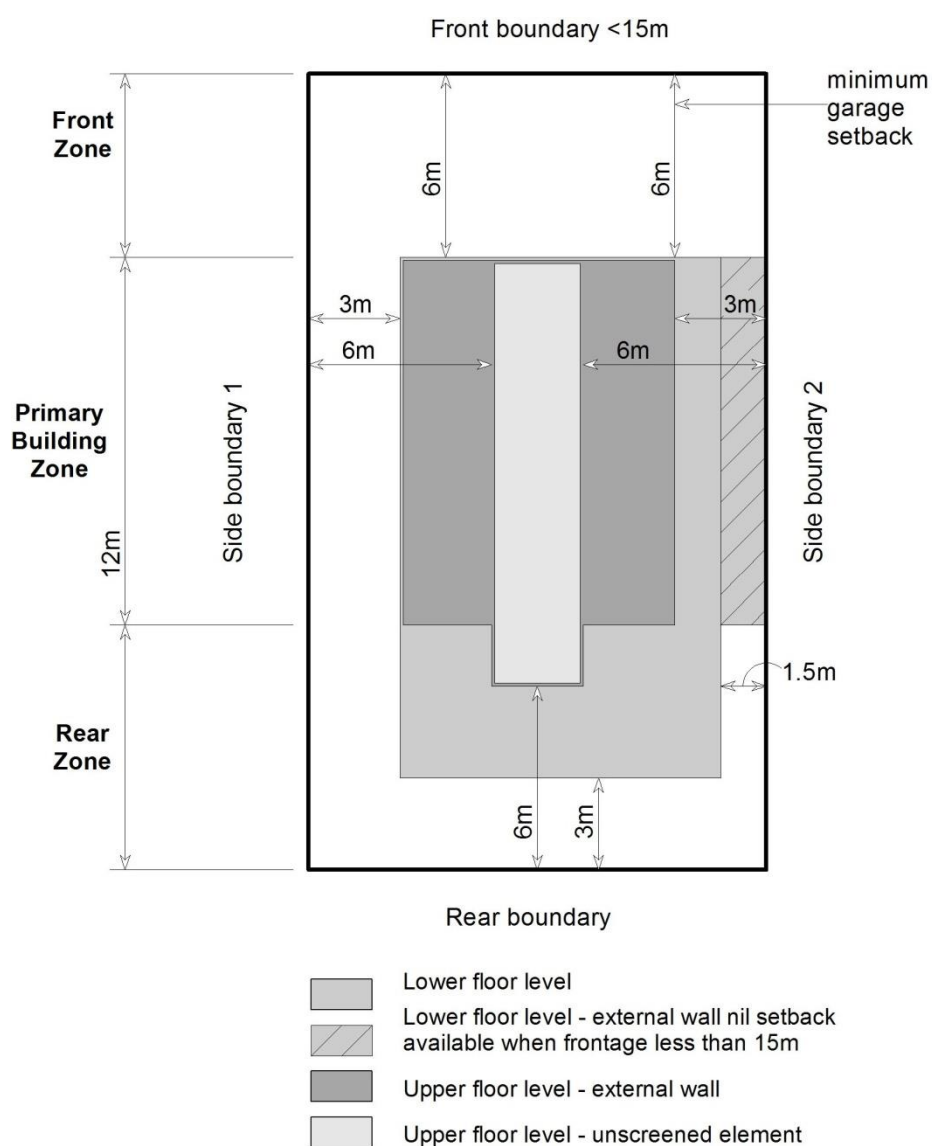 Front boundary <15m
minimum
garage
setback
Front
Zone
6m
6m
3m
3m
6m
6m
Primary
Building
Zone
Side boundary 1
Side boundary 2
12m
1.5m
Rear
Zone
6m
3m
Rear boundary
Lower floor level
Lower floor level - external wall nil setback
available when frontage less than 15m
Upper floor level - external wall
Upper floor level - unscreened element